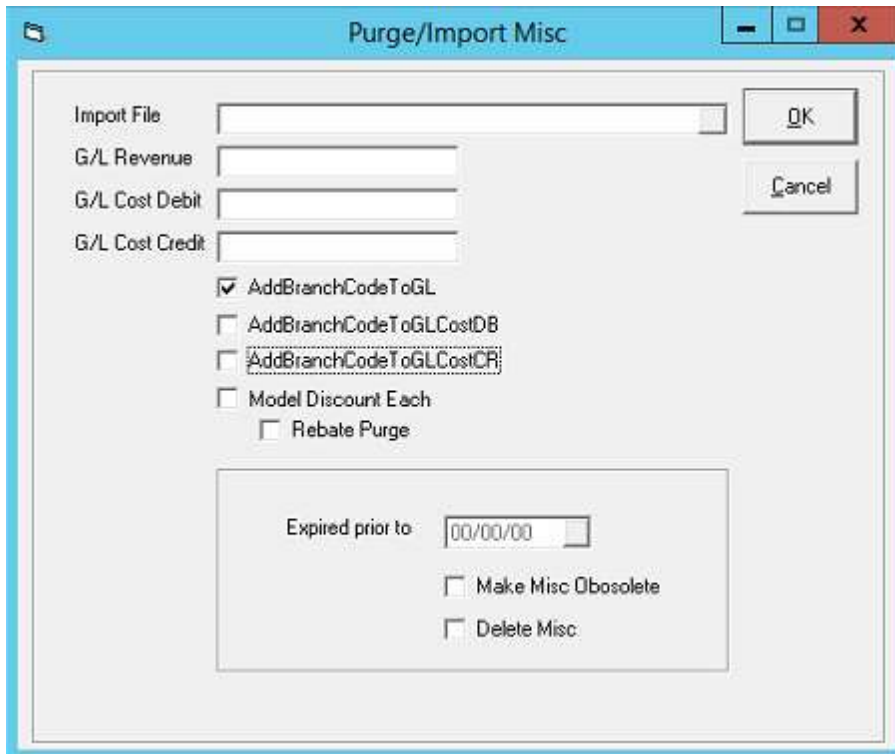 Purge/Import Misc
Import File
OK
G/L Revenue
G/L Cost Debit
Cancel
G/L Cost Credit
AddBranchCodeToGL
AddBranchCodeToGLCostDB
AddBranchCodeToGLCostCR
Model Discount Each
Rebate Purge
Expired prior to 00/00/00
Make Misc Obosolete
Delete Misc